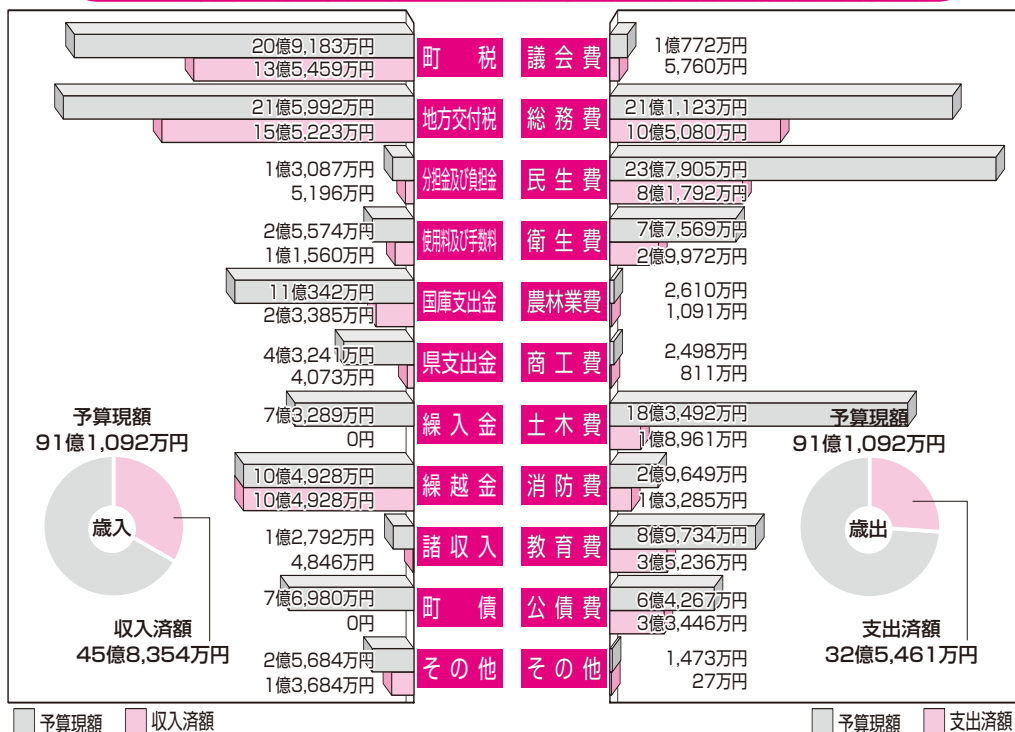 20億9,183万円
13億5,459万円
町税
議会費
1億772万円
5,760万円
21億5,992万円
15億5,223万円
地方交付税
総務費
21億1,123万円
10億5,080万円
1億3,087万円
5,196万円
分担金及び負担金
民生費
23億7,905万円
8億1,792万円
2億5,574万円
1億1,560万円
使用料及び手数料
衛生費
7億7,569万円
2億9,972万円
11億342万円
2億3,385万円
国庫支出金
農林業費
2,610万円
1,091万円
4億3,241万円
4,073万円
県支出金
商工費
2,498万円
811万円
7億3,289万円
0円
繰入金
土木費
18億3,492万円
1億8,961万円
10億4,928万円
10億4,928万円
繰越金
消防費
2億9,649万円
1億3,285万円
1億2,792万円
4,846万円
諸収入
教育費
8億9,734万円
3億5,236万円
7億6,980万円
0円
町債
公債費
6億4,267万円
3億3,446万円
2億5,684万円
1億3,684万円
その他
その他
1,473万円
27万円
予算現額
91億1,092万円
歳入
収入済額
45億8,354万円
予算現額
91億1,092万円
歳出
支出済額
32億5,461万円
予算現額 収入済額
予算現額 支出済額